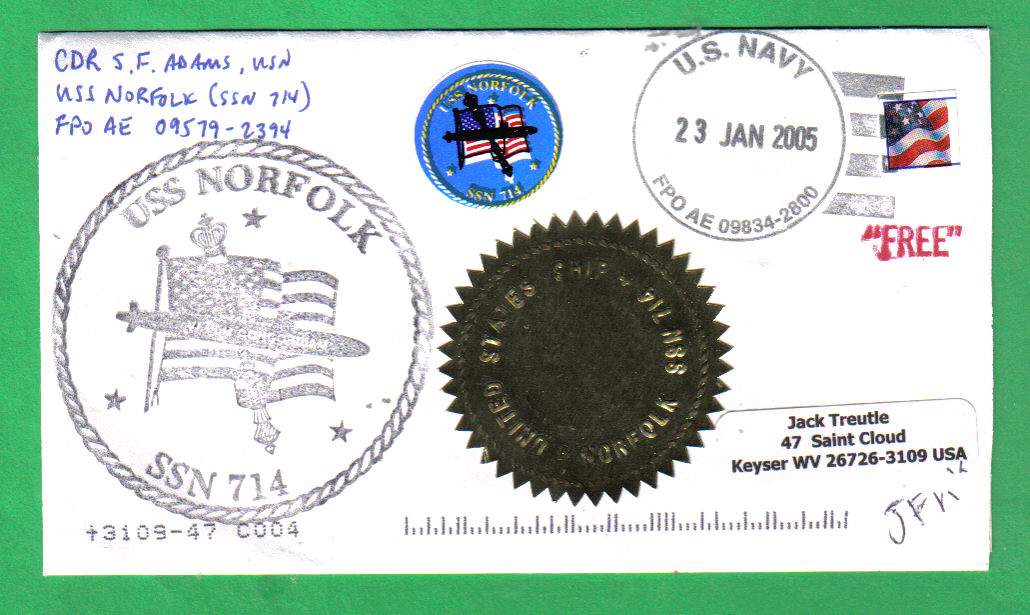 CDR S.F. ADAMS, USN
USS NORFOLK (SSN 714)
FPO AE 09579-2394
USS NORFOLK
SSN 714
U.S. NAVY
23 JAN 2005
FPO AE 09834-2800
"FREE"
USS NORFOLK
SSN 714
UNITED STATES SHIP
NORFOLK SSN 714
Jack Treutle
47 Saint Cloud
Keyser WV 26726-3109 USA
+3109-47 C004